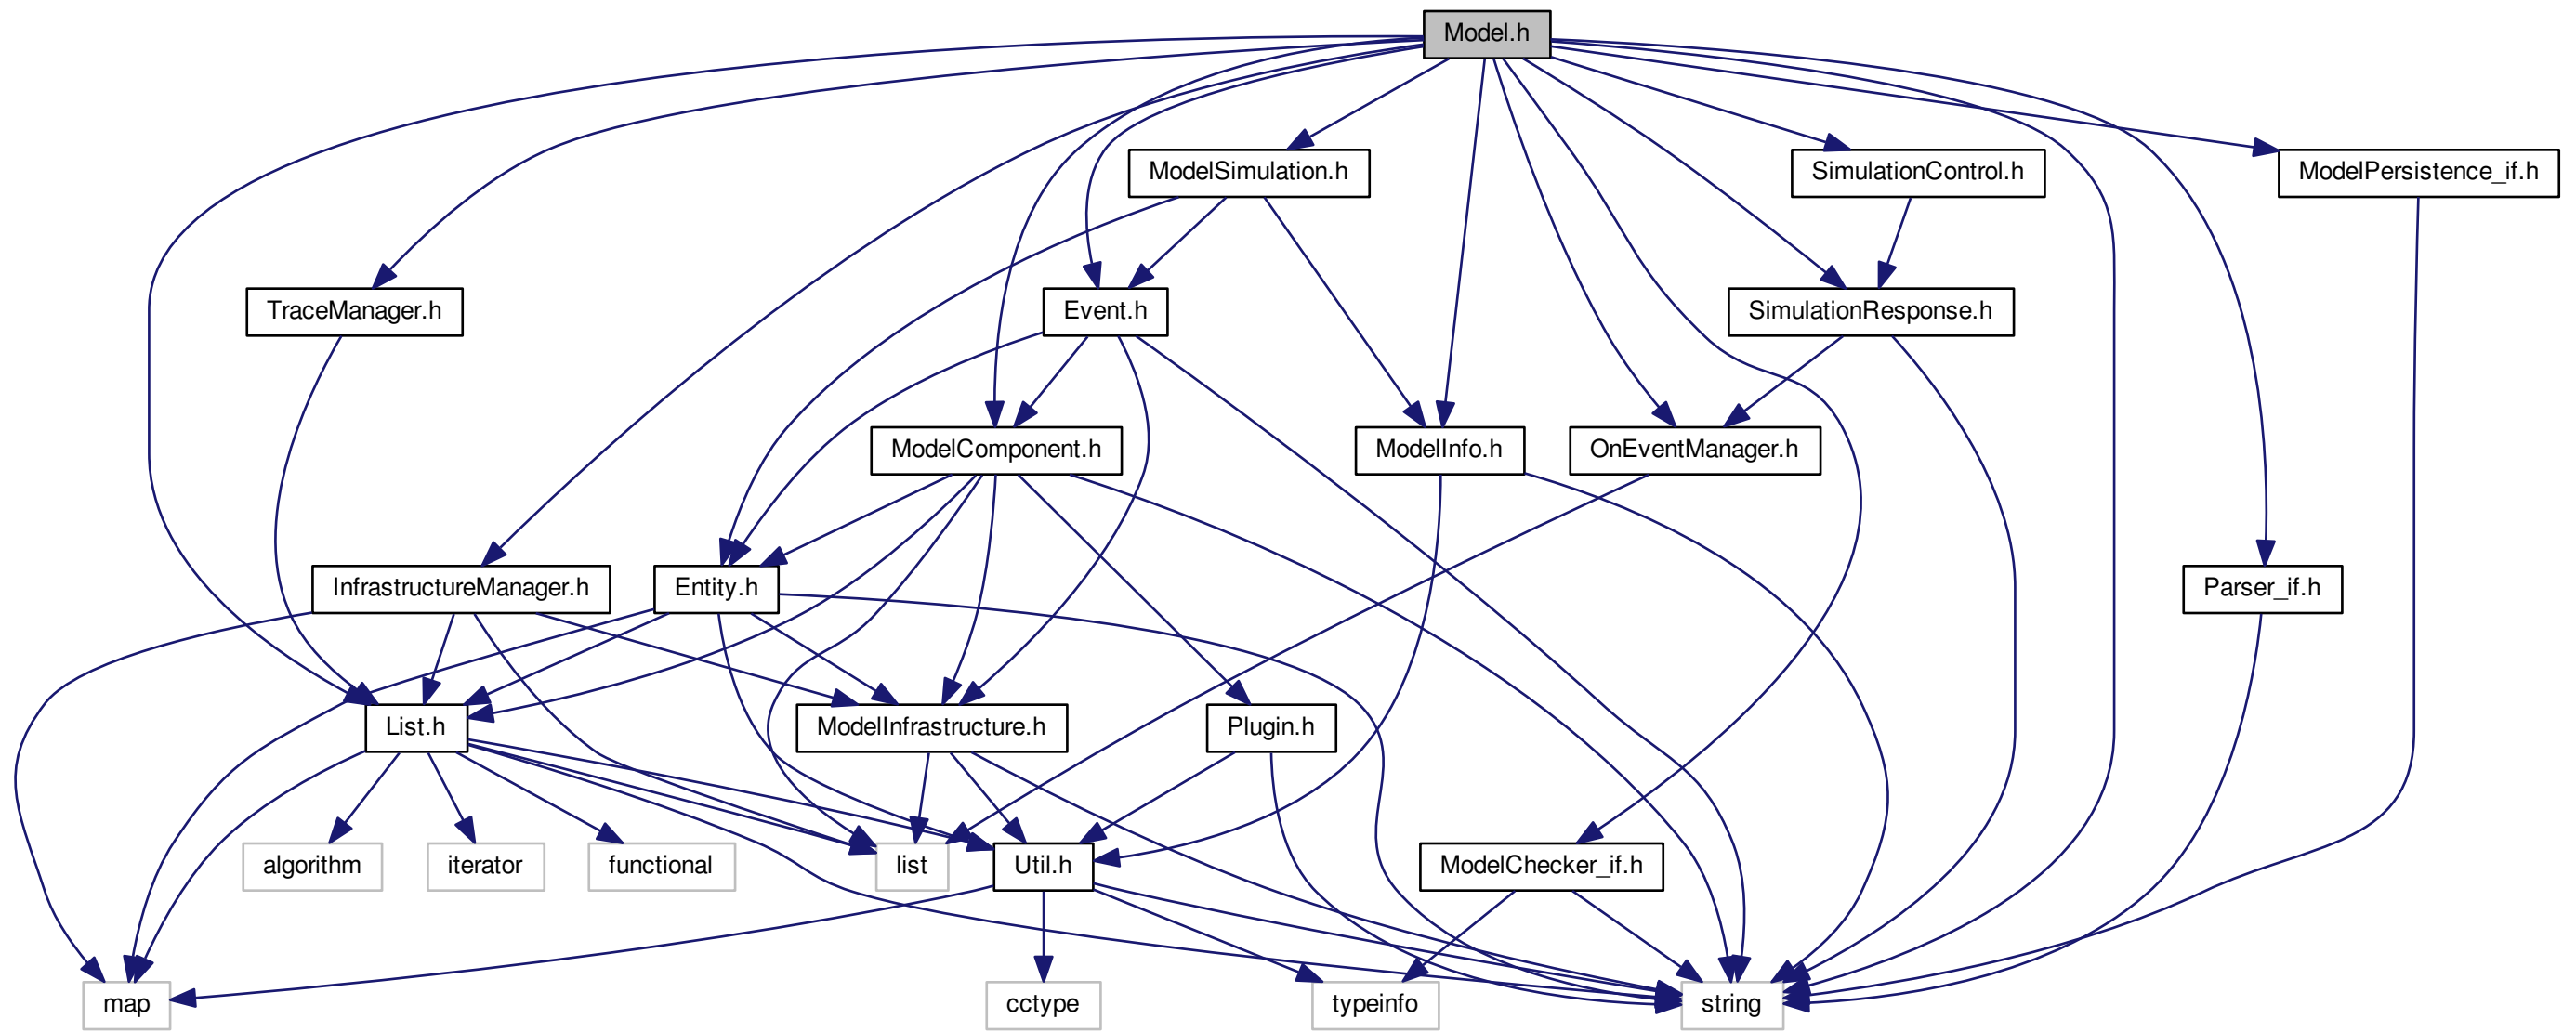 Model.h
ModelSimulation.h
SimulationControl.h
ModelPersistence_if.h
TraceManager.h
Event.h
SimulationResponse.h
ModelComponent.h
ModelInfo.h
OnEventManager.h
InfrastructureManager.h
Entity.h
Parser_if.h
List.h
ModelInfrastructure.h
Plugin.h
algorithm
iterator
functional
list
Util.h
ModelChecker_if.h
map
cctype
typeinfo
string